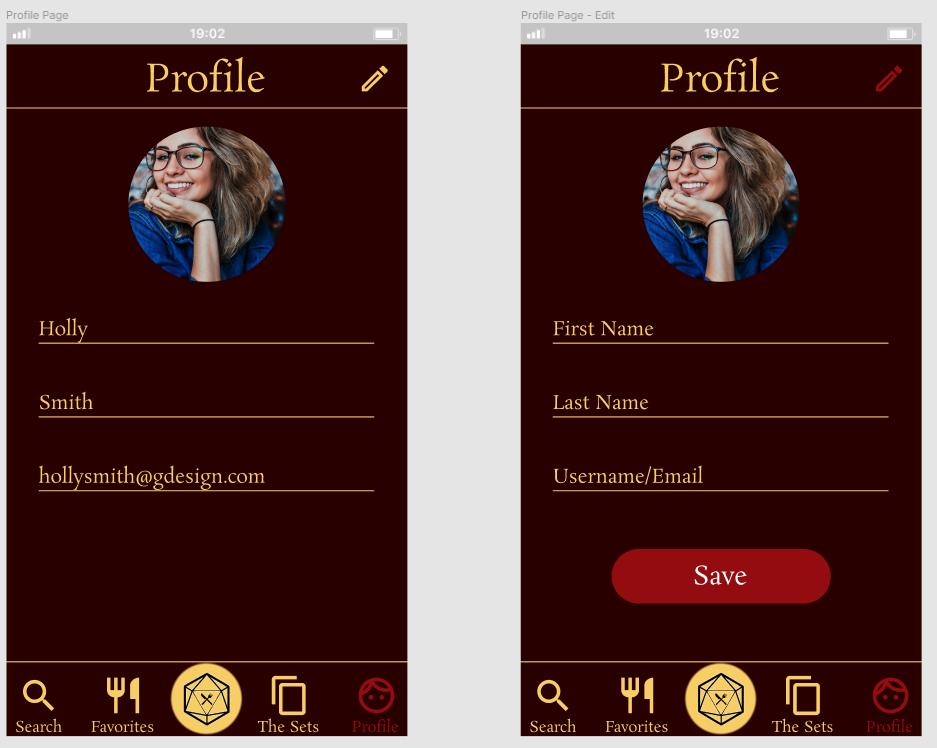 Profile Page
19:02
Profile
Holly
Smith
hollysmith@gdesign.com
Search
Favorites
The Sets
Profile
Profile Page - Edit
19:02
Profile
First Name
Last Name
Username/Email
Save
Search
Favorites
The Sets
Profile